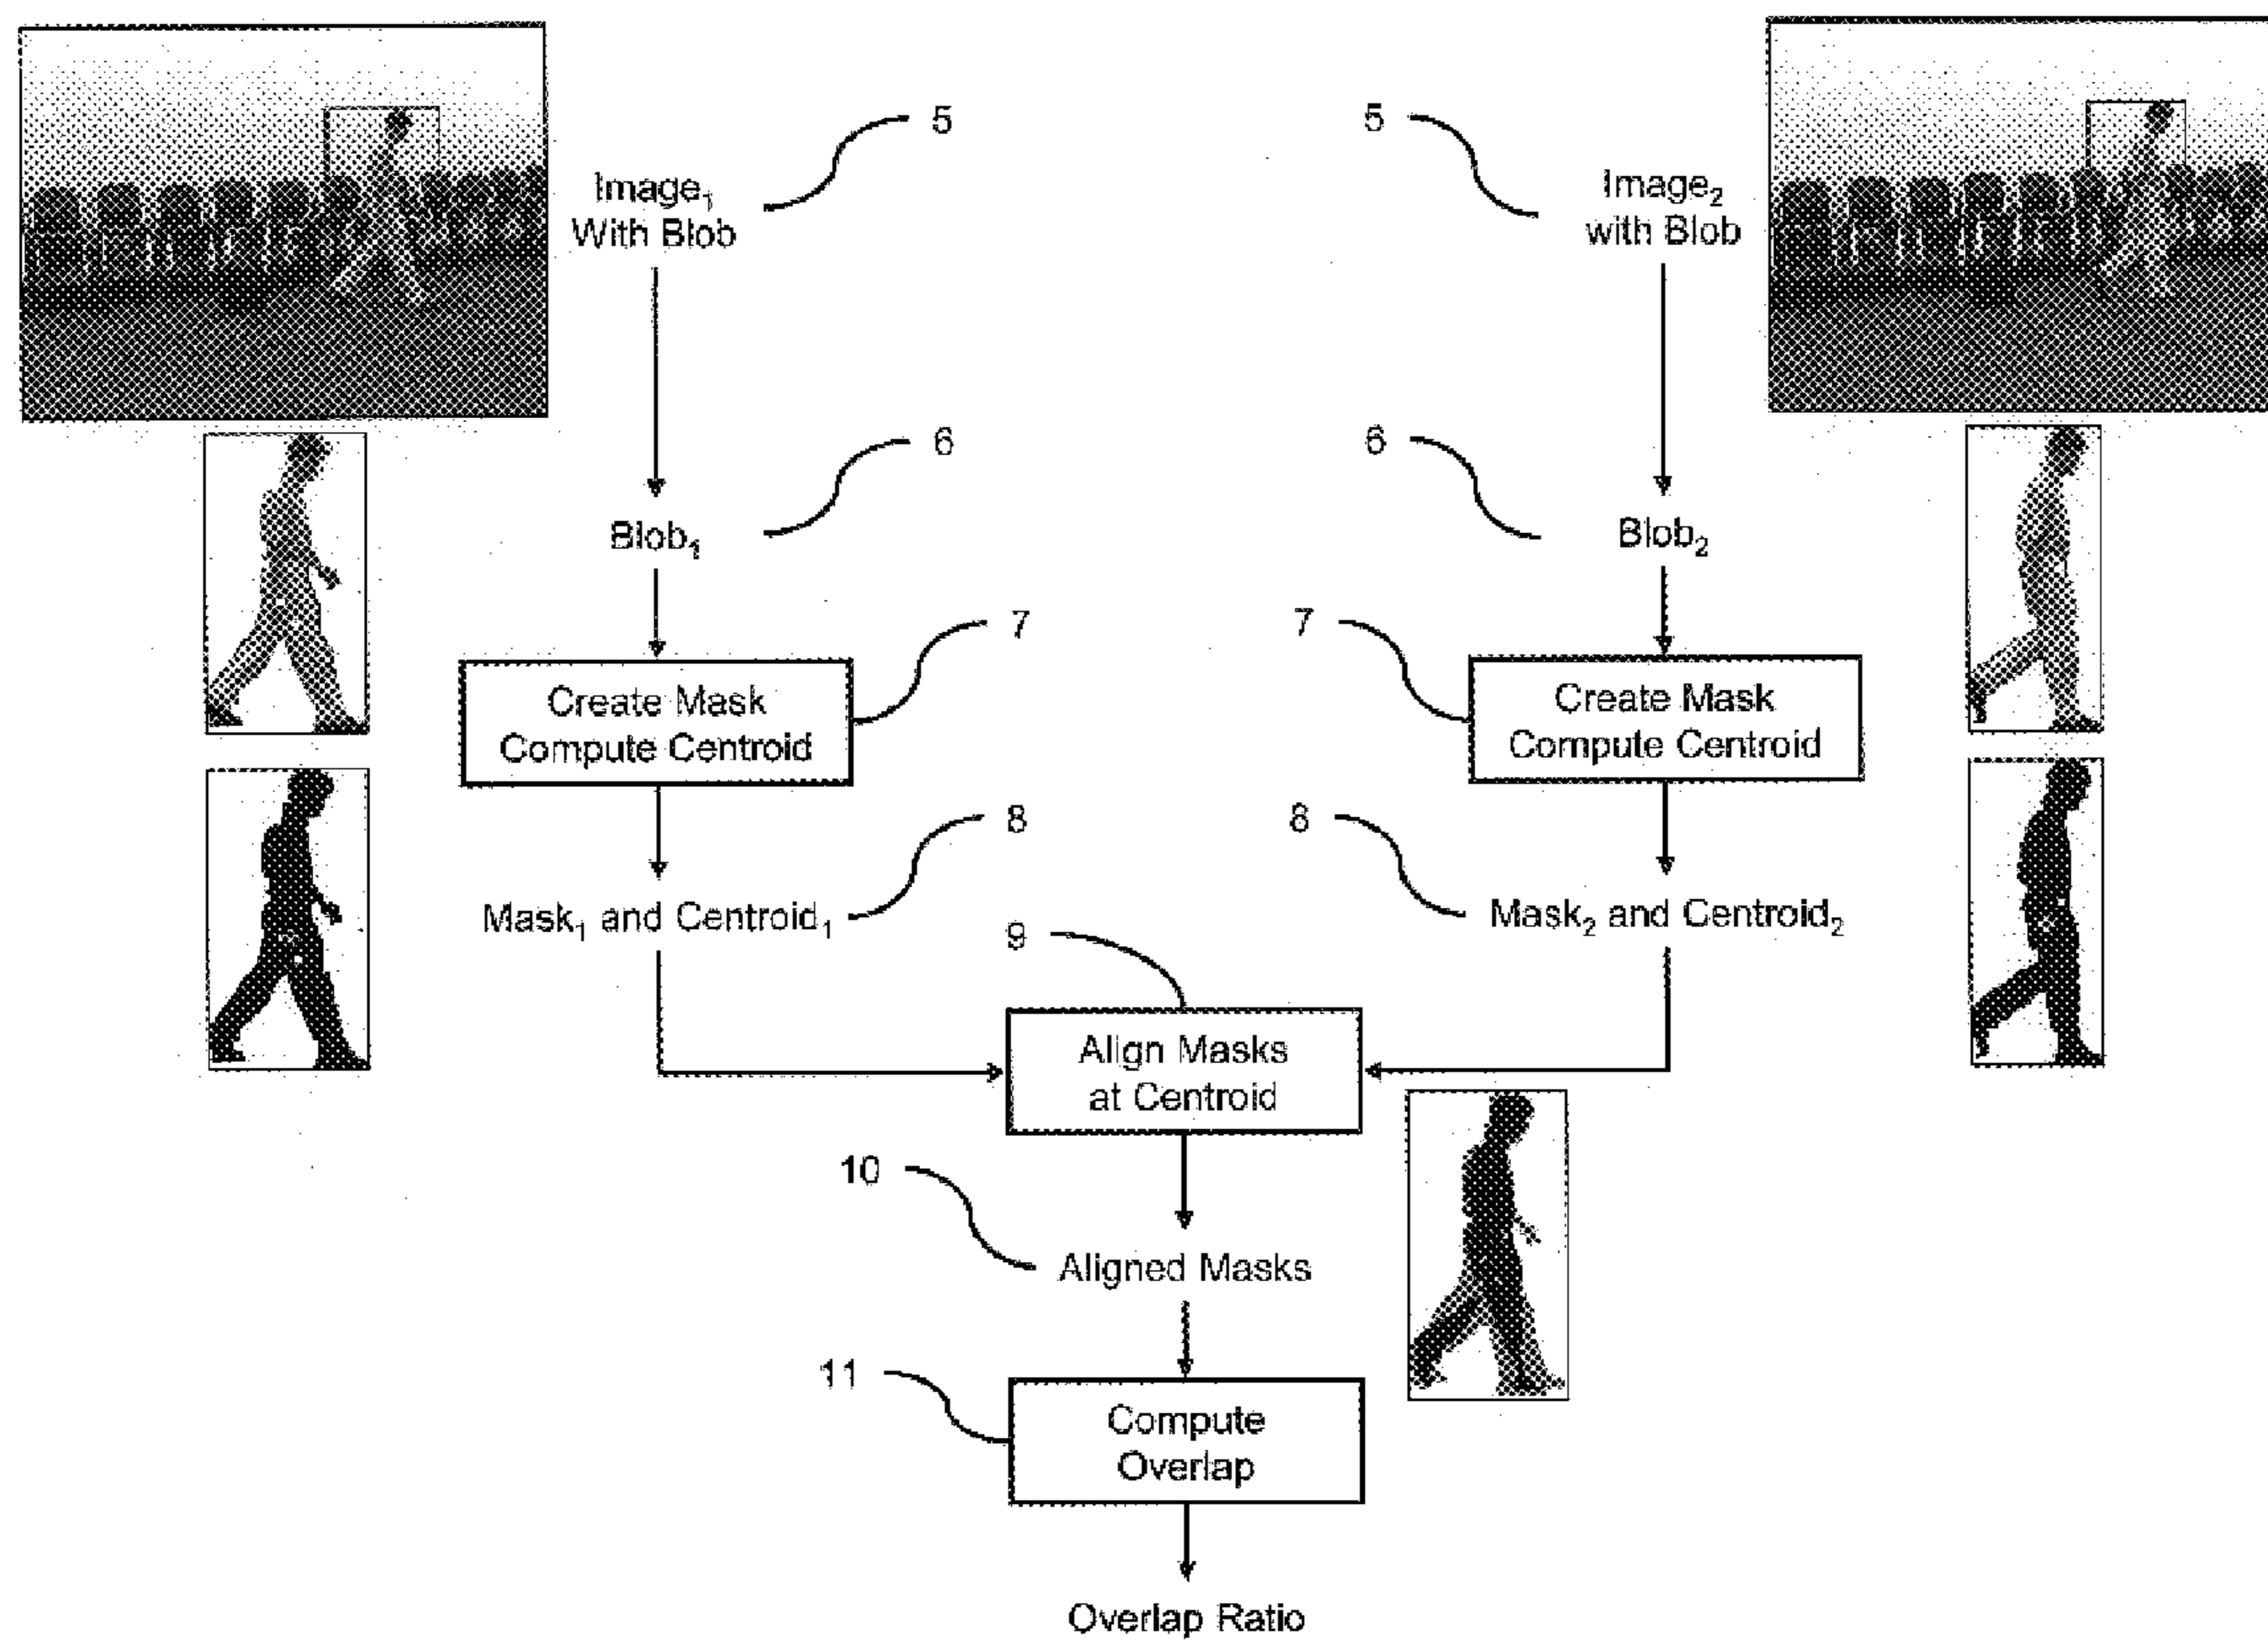 5
5
Image₁
With Blob
Image₂
with Blob
6
6
Blob₁
Blob₂
7
7
Create Mask
Compute Centroid
Create Mask
Compute Centroid
8
8
Mask₁ and Centroid₁
Mask₂ and Centroid₂
9
Align Masks
at Centroid
10
Aligned Masks
11
Compute
Overlap
Overlap Ratio